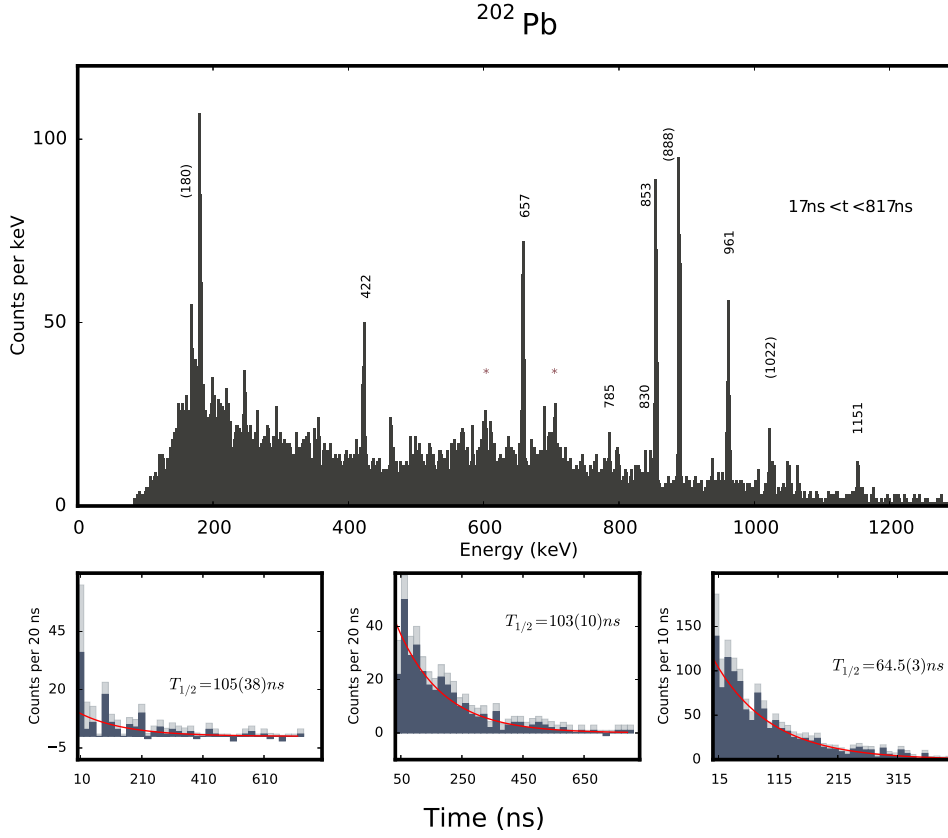 ²⁰² Pb
Counts per keV
100
50
0
(180)
422
*
657
*
785
830
853
(888)
961
(1022)
1151
17ns <t <817ns
0 200 400 600 800 1000 1200
Energy (keV)
Counts per 20 ns
45
20
−5
T₁/₂=105(38)ns
10 210 410 610
Counts per 20 ns
40
20
0
T₁/₂=103(10)ns
50 250 450 650
Counts per 10 ns
150
100
50
0
T₁/₂=64.5(3)ns
15 115 215 315
Time (ns)